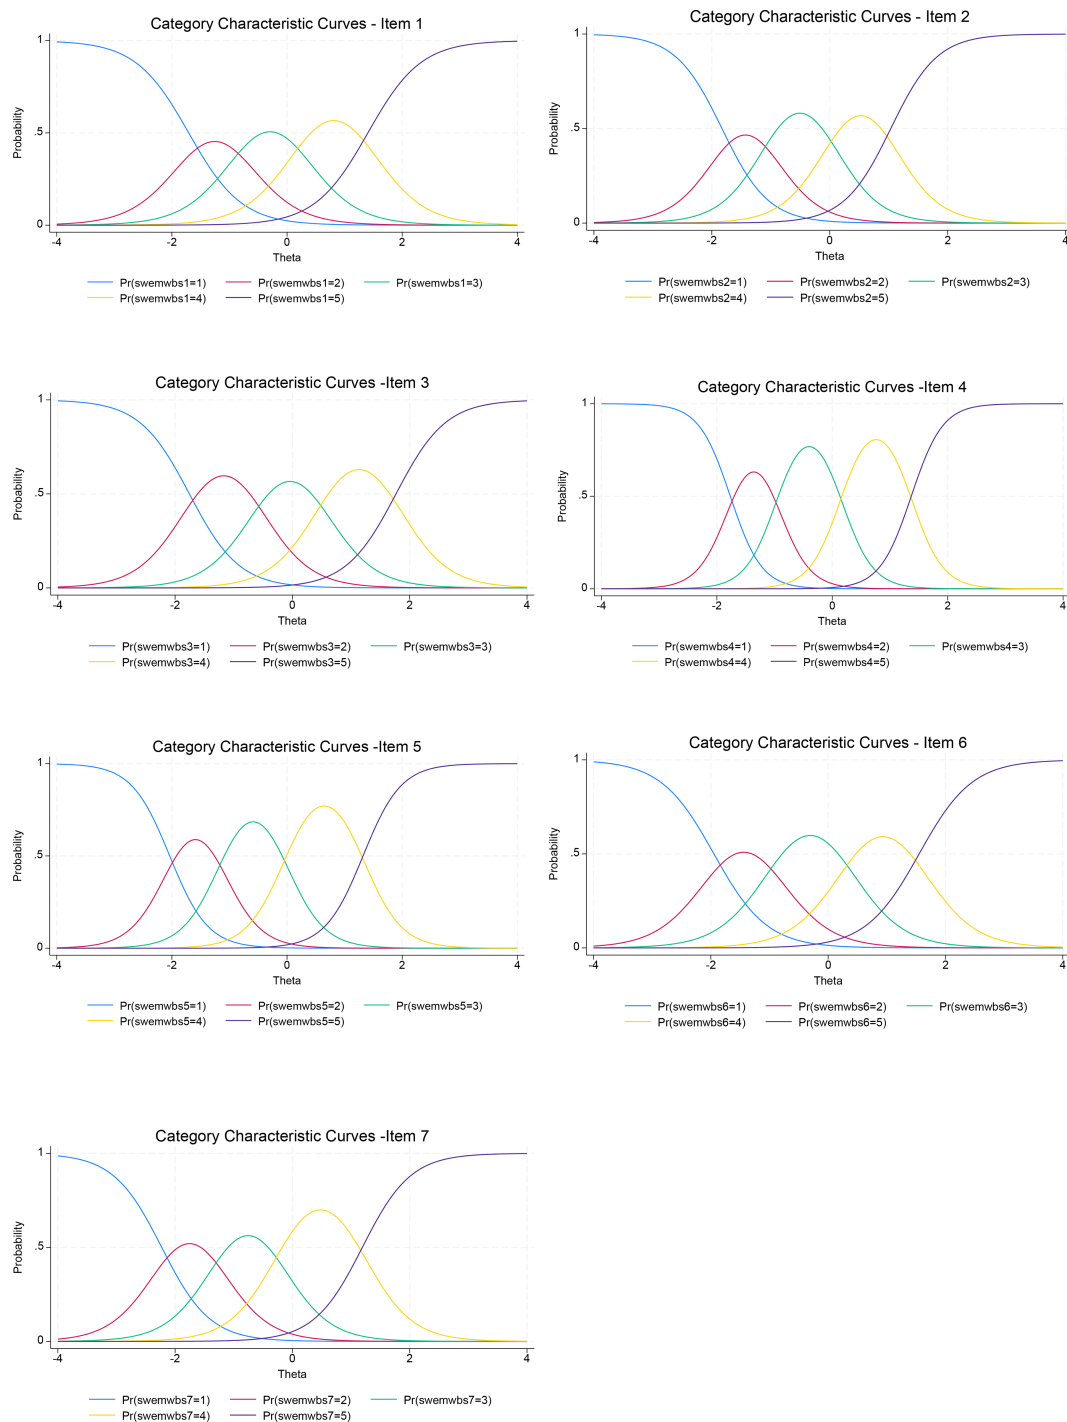 Category Characteristic Curves - Item 1
Probability
1
.5
0
-4 -2 0 2 4
Theta
Pr(swemwbs1=1) Pr(swemwbs1=2) Pr(swemwbs1=3)
Pr(swemwbs1=4) Pr(swemwbs1=5)
Category Characteristic Curves - Item 2
Probability
1
.5
0
-4 -2 0 2 4
Theta
Pr(swemwbs2=1) Pr(swemwbs2=2) Pr(swemwbs2=3)
Pr(swemwbs2=4) Pr(swemwbs2=5)
Category Characteristic Curves -Item 3
Probability
1
.5
0
-4 -2 0 2 4
Theta
Pr(swemwbs3=1) Pr(swemwbs3=2) Pr(swemwbs3=3)
Pr(swemwbs3=4) Pr(swemwbs3=5)
Category Characteristic Curves -Item 4
Probability
1
.5
0
-4 -2 0 2 4
Theta
Pr(swemwbs4=1) Pr(swemwbs4=2) Pr(swemwbs4=3)
Pr(swemwbs4=4) Pr(swemwbs4=5)
Category Characteristic Curves -Item 5
Probability
1
.5
0
-4 -2 0 2 4
Theta
Pr(swemwbs5=1) Pr(swemwbs5=2) Pr(swemwbs5=3)
Pr(swemwbs5=4) Pr(swemwbs5=5)
Category Characteristic Curves - Item 6
Probability
1
.5
0
-4 -2 0 2 4
Theta
Pr(swemwbs6=1) Pr(swemwbs6=2) Pr(swemwbs6=3)
Pr(swemwbs6=4) Pr(swemwbs6=5)
Category Characteristic Curves -Item 7
Probability
1
.5
0
-4 -2 0 2 4
Theta
Pr(swemwbs7=1) Pr(swemwbs7=2) Pr(swemwbs7=3)
Pr(swemwbs7=4) Pr(swemwbs7=5)